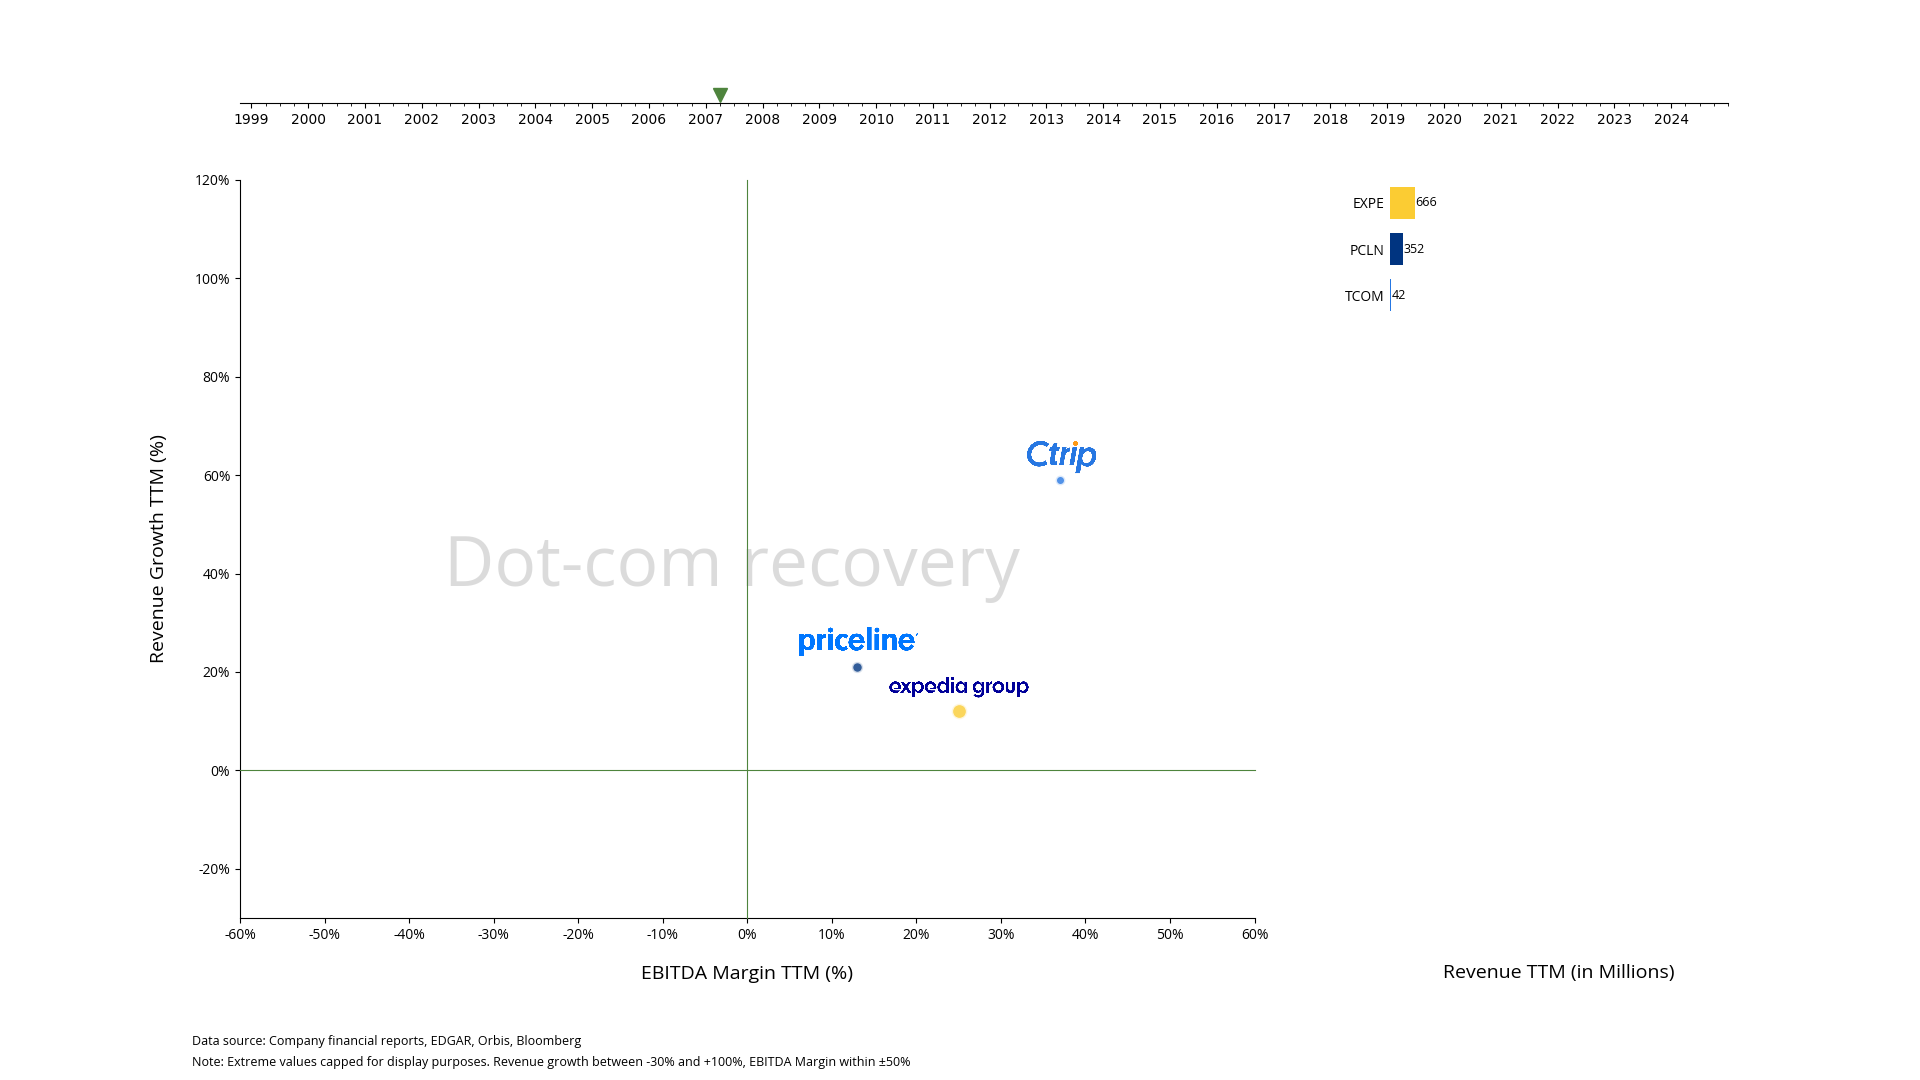 1999 2000 2001 2002 2003 2004 2005 2006 2007 2008 2009 2010 2011 2012 2013 2014 2015 2016 2017 2018 2019 2020 2021 2022 2023 2024
120%
100%
80%
60%
40%
20%
0%
-20%
Revenue Growth TTM (%)
Dot-com recovery
Ctrip
priceline
expedia group
-60% -50% -40% -30% -20% -10% 0% 10% 20% 30% 40% 50% 60%
EBITDA Margin TTM (%)
EXPE 666
PCLN 352
TCOM 42
Revenue TTM (in Millions)
Data source: Company financial reports, EDGAR, Orbis, Bloomberg
Note: Extreme values capped for display purposes. Revenue growth between -30% and +100%, EBITDA Margin within ±50%